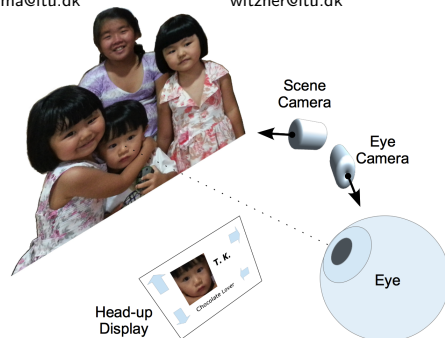 ma@itu.dk
witzner@itu.dk
Scene
Camera
Eye
Camera
T. K.
Chocolate Lover
Eye
Head-up
Display